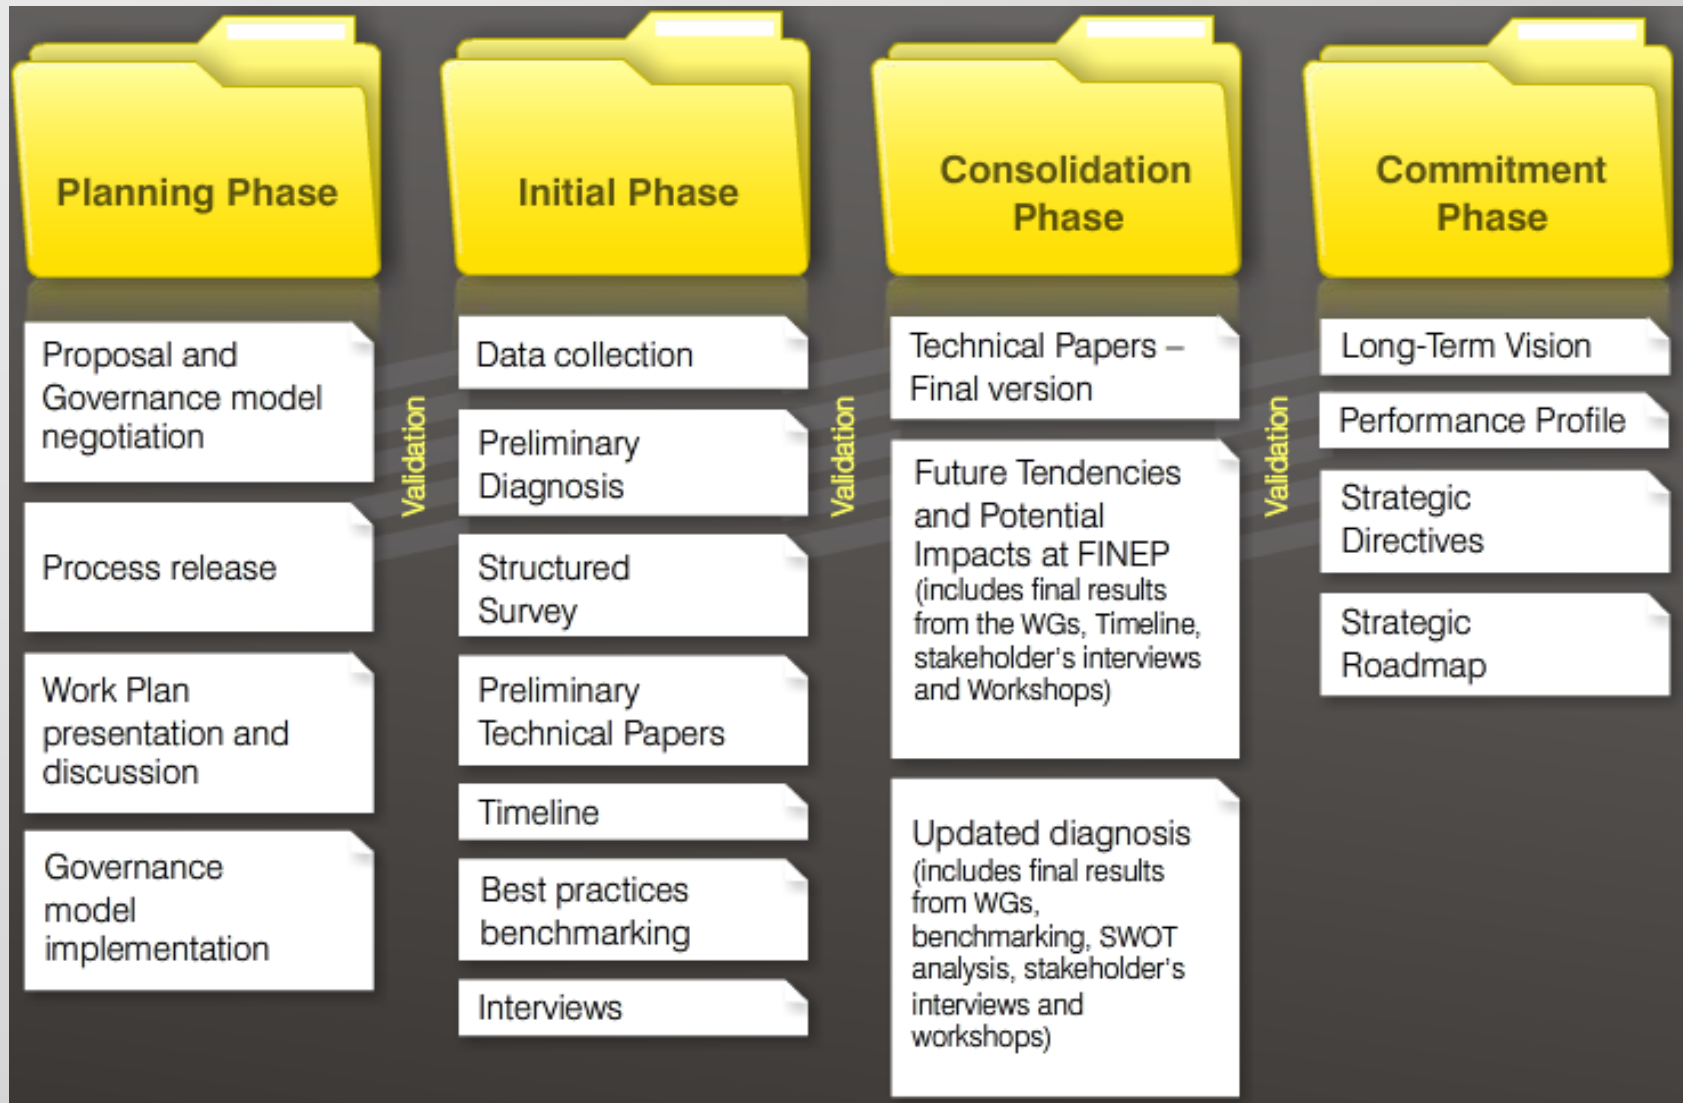 Planning Phase
Proposal and
Governance model
negotiation
Process release
Work Plan
presentation and
discussion
Governance
model
implementation
Validation
Initial Phase
Data collection
Preliminary
Diagnosis
Structured
Survey
Preliminary
Technical Papers
Timeline
Best practices
benchmarking
Interviews
Validation
Consolidation
Phase
Technical Papers –
Final version
Future Tendencies
and Potential
Impacts at FINEP
(includes final results
from the WGs, Timeline,
stakeholder's interviews
and Workshops)
Updated diagnosis
(includes final results
from WGs,
benchmarking, SWOT
analysis, stakeholder's
interviews and
workshops)
Validation
Commitment
Phase
Long-Term Vision
Performance Profile
Strategic
Directives
Strategic
Roadmap